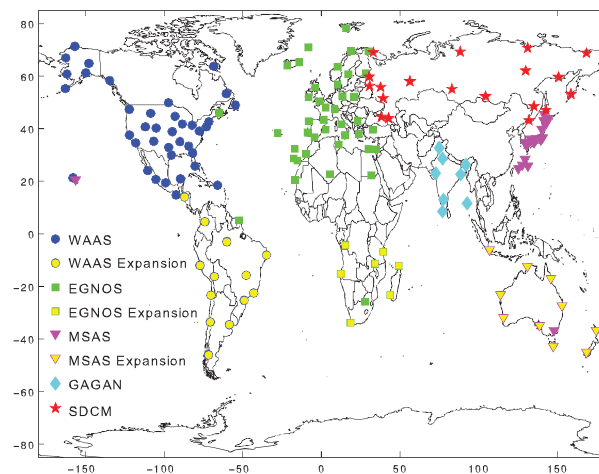 80
60
40
20
0
−20
−40
−60
−80
WAAS
WAAS Expansion
EGNOS
EGNOS Expansion
MSAS
MSAS Expansion
GAGAN
SDCM
−150 −100 −50 0 50 100 150